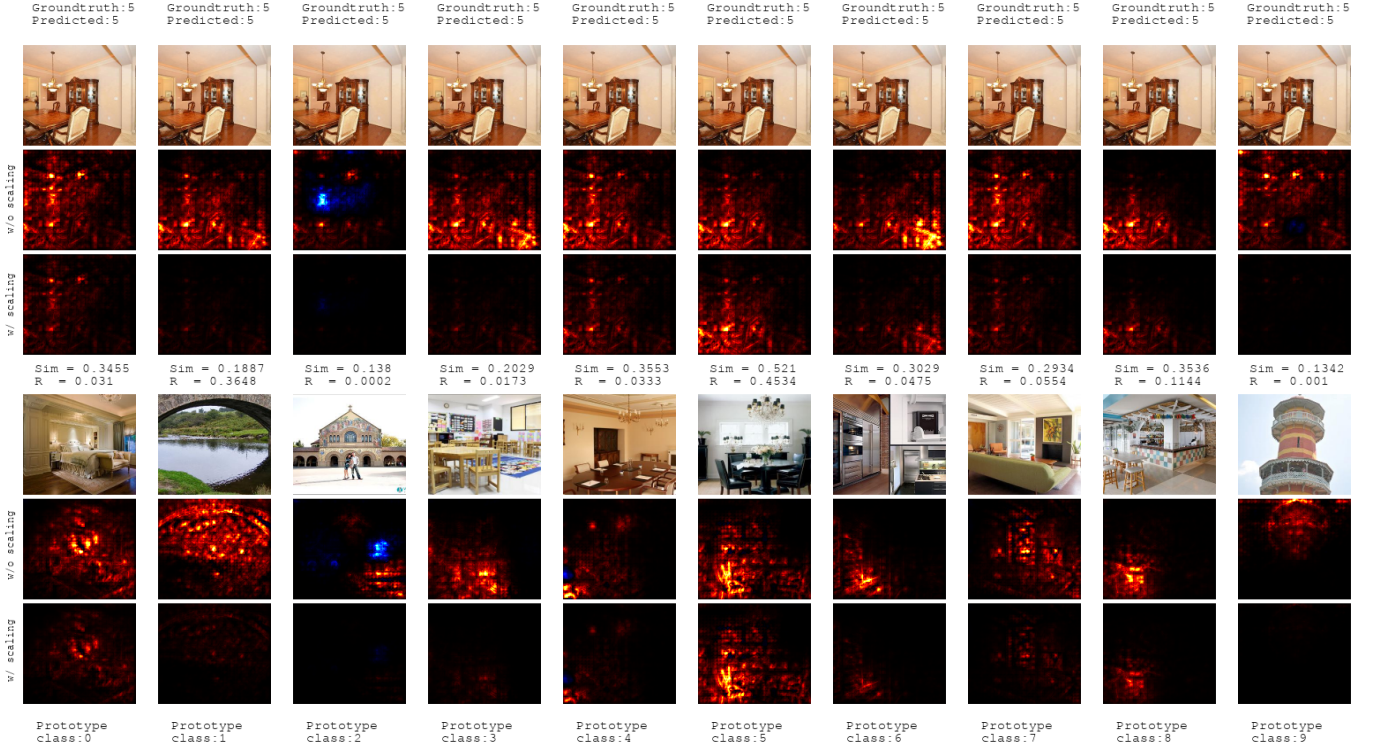 Groundtruth:5 Groundtruth:5 Groundtruth:5 Groundtruth:5 Groundtruth:5 Groundtruth:5 Groundtruth:5 Groundtruth:5 Groundtruth:5 Groundtruth:5
Predicted:5 Predicted:5 Predicted:5 Predicted:5 Predicted:5 Predicted:5 Predicted:5 Predicted:5 Predicted:5 Predicted:5
w/o scaling
w/ scaling
Sim = 0.3455 Sim = 0.1887 Sim = 0.138 Sim = 0.2029 Sim = 0.3553 Sim = 0.521 Sim = 0.3029 Sim = 0.2934 Sim = 0.3536 Sim = 0.1342
R = 0.031 R = 0.3648 R = 0.0002 R = 0.0173 R = 0.0333 R = 0.4534 R = 0.0475 R = 0.0554 R = 0.1144 R = 0.001
w/o scaling
w/ scaling
Prototype Prototype Prototype Prototype Prototype Prototype Prototype Prototype Prototype Prototype
class:0 class:1 class:2 class:3 class:4 class:5 class:6 class:7 class:8 class:9